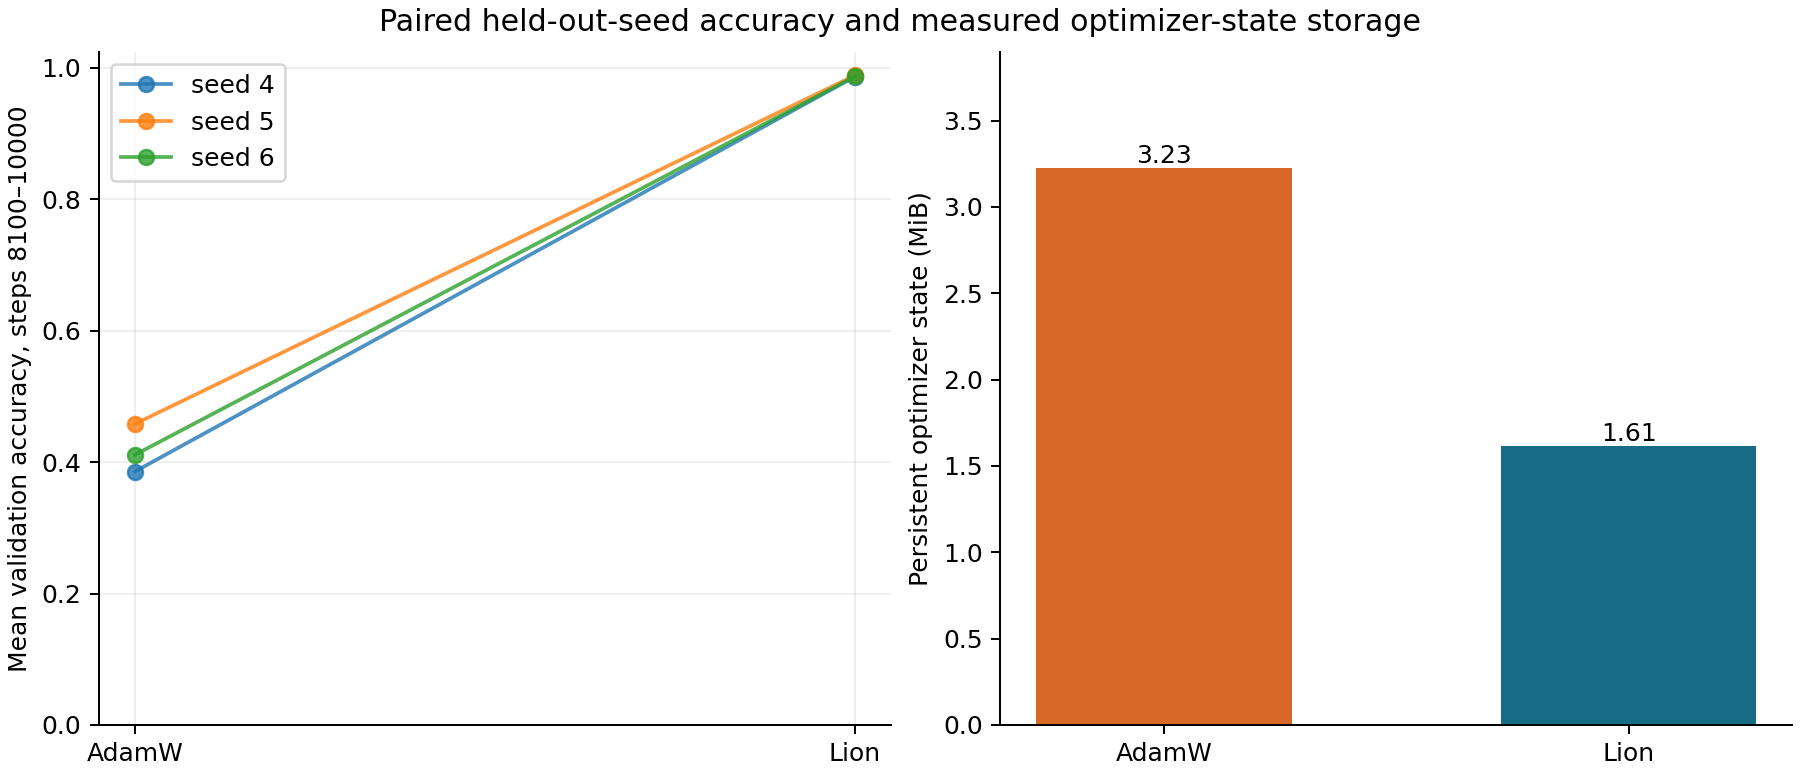 Paired held-out-seed accuracy and measured optimizer-state storage
Mean validation accuracy, steps 8100–10000
1.0
0.8
0.6
0.4
0.2
0.0
seed 4
seed 5
seed 6
AdamW
Lion
Persistent optimizer state (MiB)
3.5
3.0
2.5
2.0
1.5
1.0
0.5
0.0
3.23
1.61
AdamW
Lion